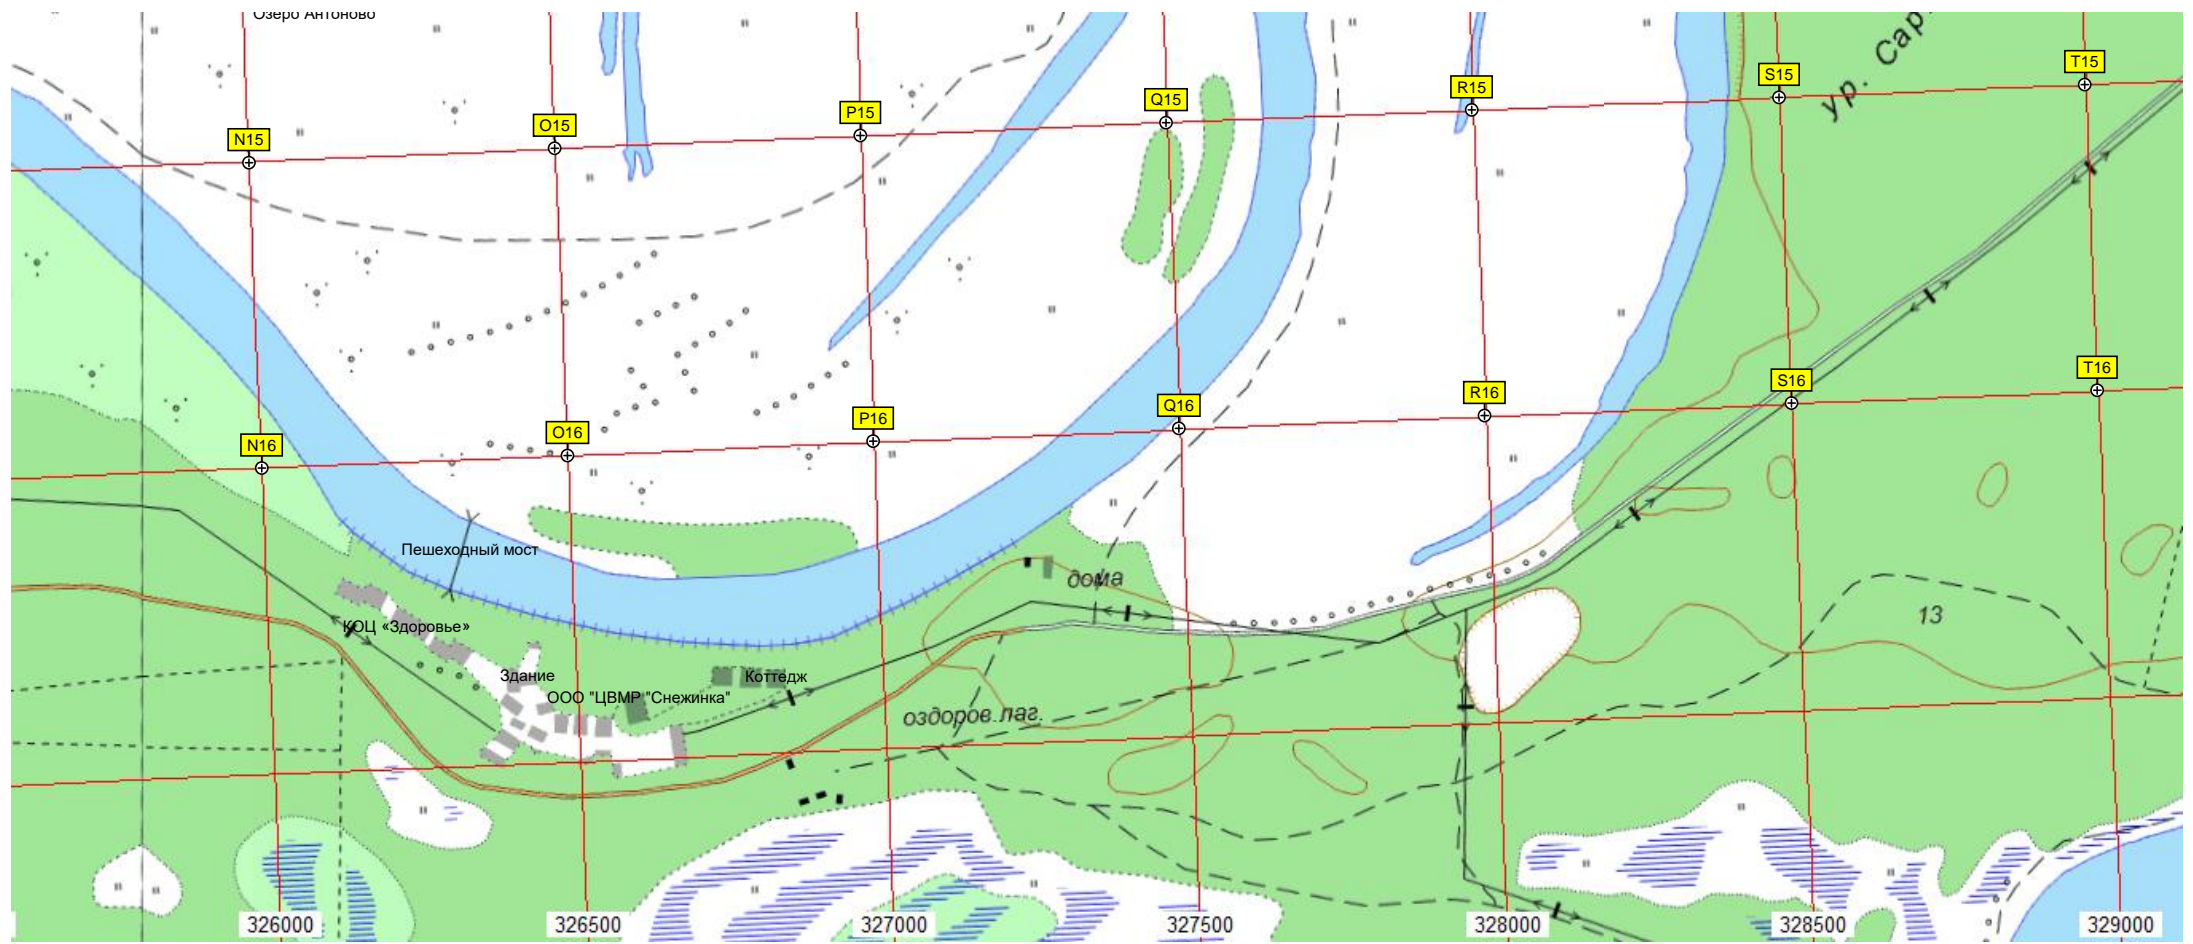 Озеро Антоново
ур. Сар
T15
S15
R15
Q15
P15
O15
N15
T16
S16
R16
Q16
P16
O16
N16
Пешеходный мост
дома
13
КОЦ «Здоровье»
Здание
Коттедж
ООО "ЦВМР "Снежинка"
оздоров.лаг.
326000
326500
327000
327500
328000
328500
329000